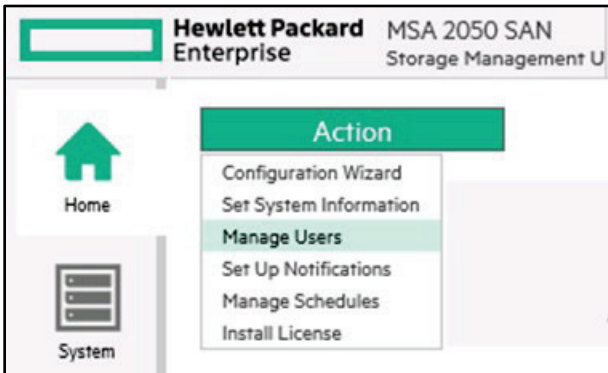 Hewlett Packard
Enterprise
MSA 2050 SAN
Storage Management U
Action
Home
Configuration Wizard
Set System Information
Manage Users
Set Up Notifications
Manage Schedules
Install License
System